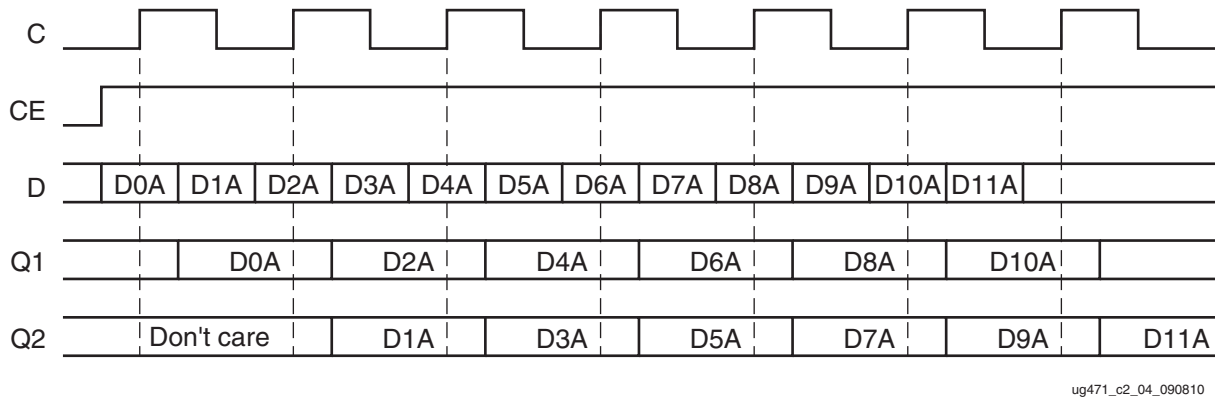 C
CE
D D0A D1A D2A D3A D4A D5A D6A D7A D8A D9A D10A D11A
Q1 D0A D2A D4A D6A D8A D10A
Q2 Don't care D1A D3A D5A D7A D9A D11A
ug471_c2_04_090810